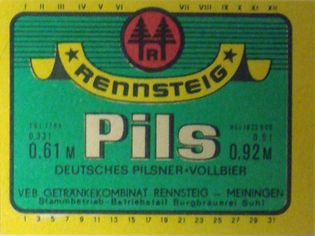 I II III IV V VI VII VIII IX X XI XII
R
★ RENNSTEIG ★
Pils
0.33l 0.5l
0.61 M 0.92 M
DEUTSCHES PILSNER · VOLLBIER
VEB GETRÄNKEKOMBINAT RENNSTEIG — MEININGEN
Stammbetrieb - Betriebsteil Burgbrauerei Suhl
1 3 5 7 9 11 13 15 17 19 21 23 25 27 29 31